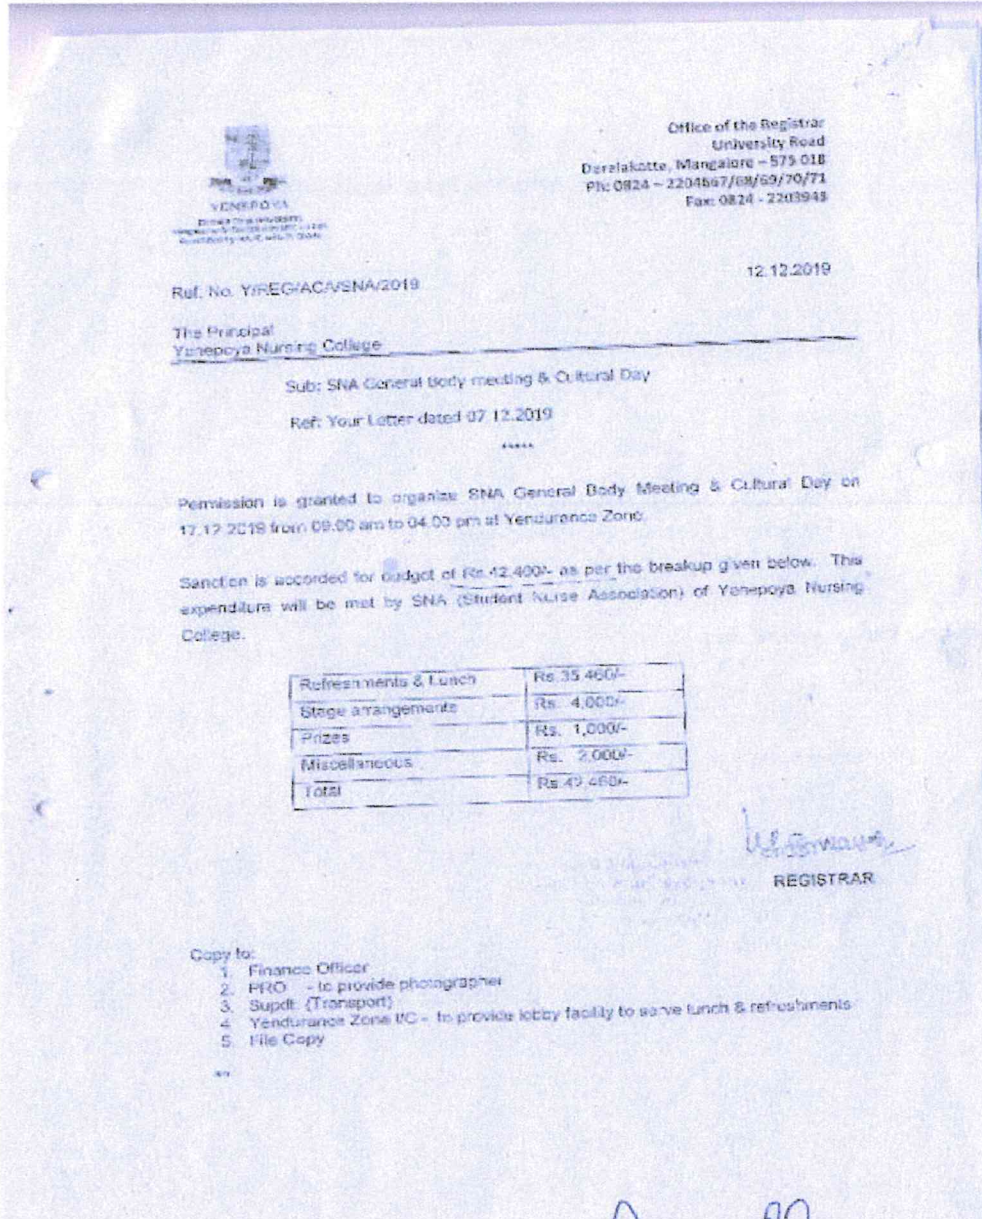 YENEPOYA
Office of the Registrar
University Road
Deralakatte, Mangalore – 575 018
Ph: 0824 – 2204667/68/69/70/71
Fax: 0824 - 2203943
Ref. No. Y/REG/ACA/SNA/2019
12.12.2019
The Principal
Yenepoya Nursing College
Sub: SNA General Body meeting & Cultural Day
Ref: Your Letter dated 07.12.2019
*****
Permission is granted to organize SNA General Body Meeting & Cultural Day on
17.12.2019 from 09.00 am to 04.00 pm at Yendurance Zone.
Sanction is accorded for budget of as per the breakup given below. This
expenditure will be met by SNA (Student Nurse Association) of Yenepoya Nursing
College.
Refreshments & Lunch Rs.35,460/-
Stage arrangements Rs. 4,000/-
Prizes Rs. 1,000/-
Miscellaneous Rs. 2,000/-
Total Rs.42,460/-
REGISTRAR
Copy to:
1. Finance Officer
2. PRO - to provide photographer
3. Supdt. (Transport)
4. Yendurance Zone I/C - to provide lobby facility to serve lunch & refreshments
5. File Copy